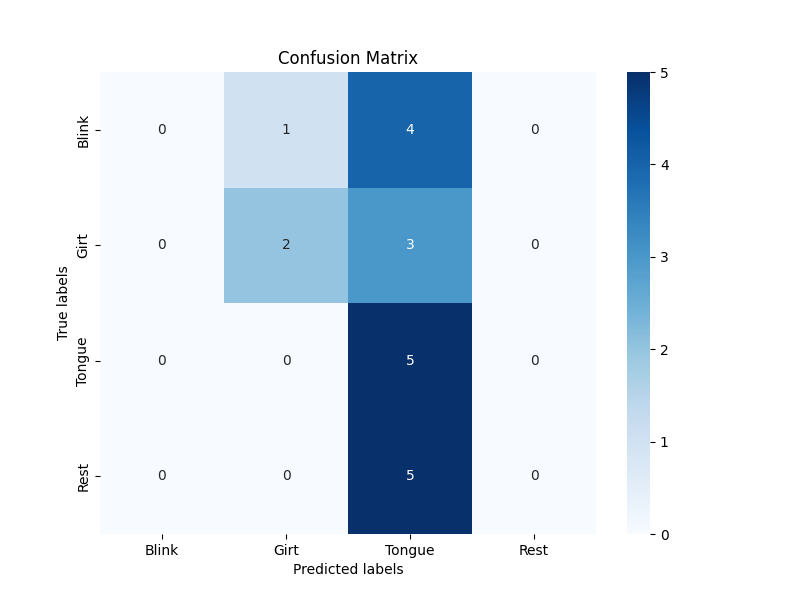 Confusion Matrix
Blink 0 1 4 0
Girt 0 2 3 0
Tongue 0 0 5 0
Rest 0 0 5 0
Blink Girt Tongue Rest
Predicted labels
True labels
5
4
3
2
1
0